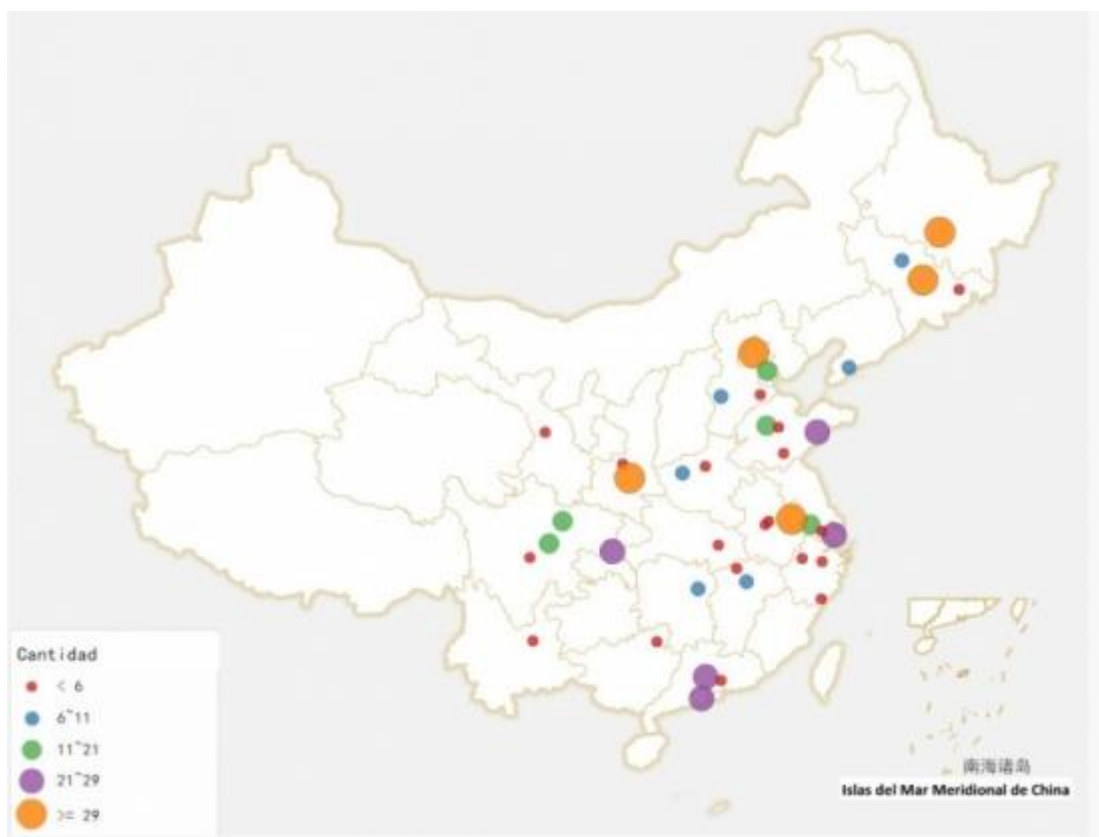 Cantidad
< 6
6~11
11~21
21~29
>= 29
南海诸岛
Islas del Mar Meridional de China